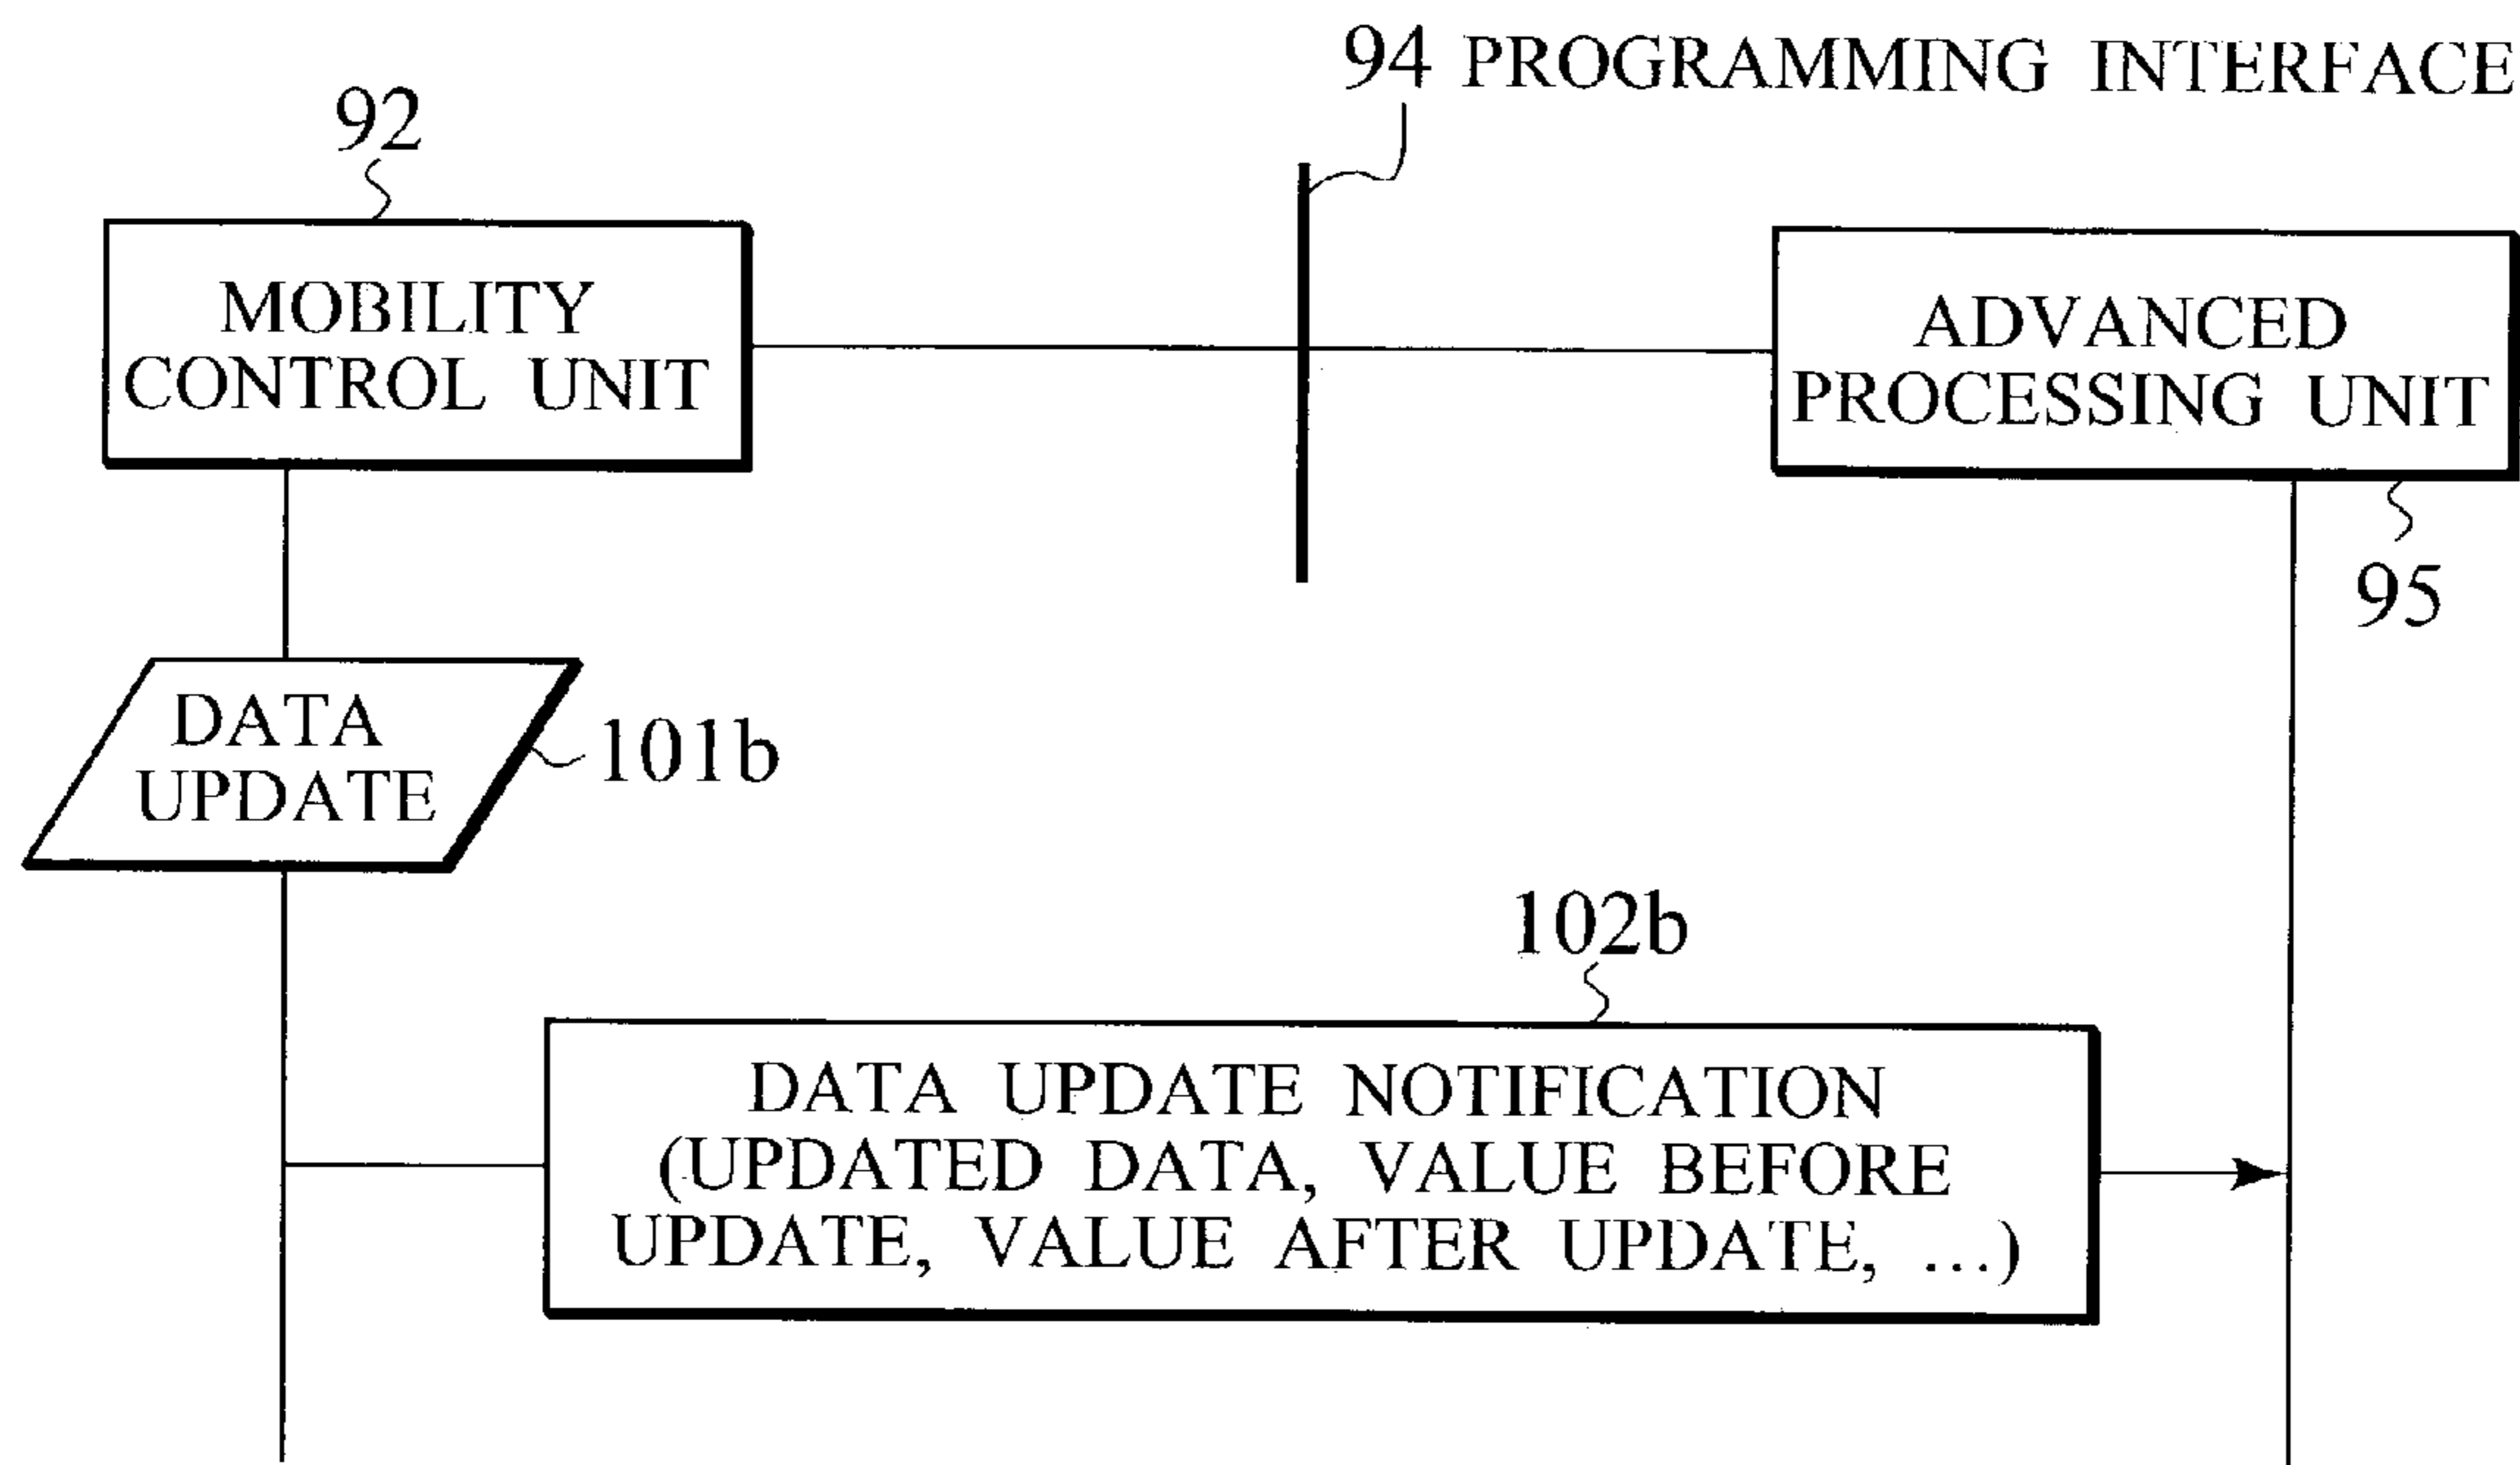 94 PROGRAMMING INTERFACE
92
MOBILITY
CONTROL UNIT
ADVANCED
PROCESSING UNIT
95
DATA
UPDATE
101b
102b
DATA UPDATE NOTIFICATION
(UPDATED DATA, VALUE BEFORE
UPDATE, VALUE AFTER UPDATE, ...)